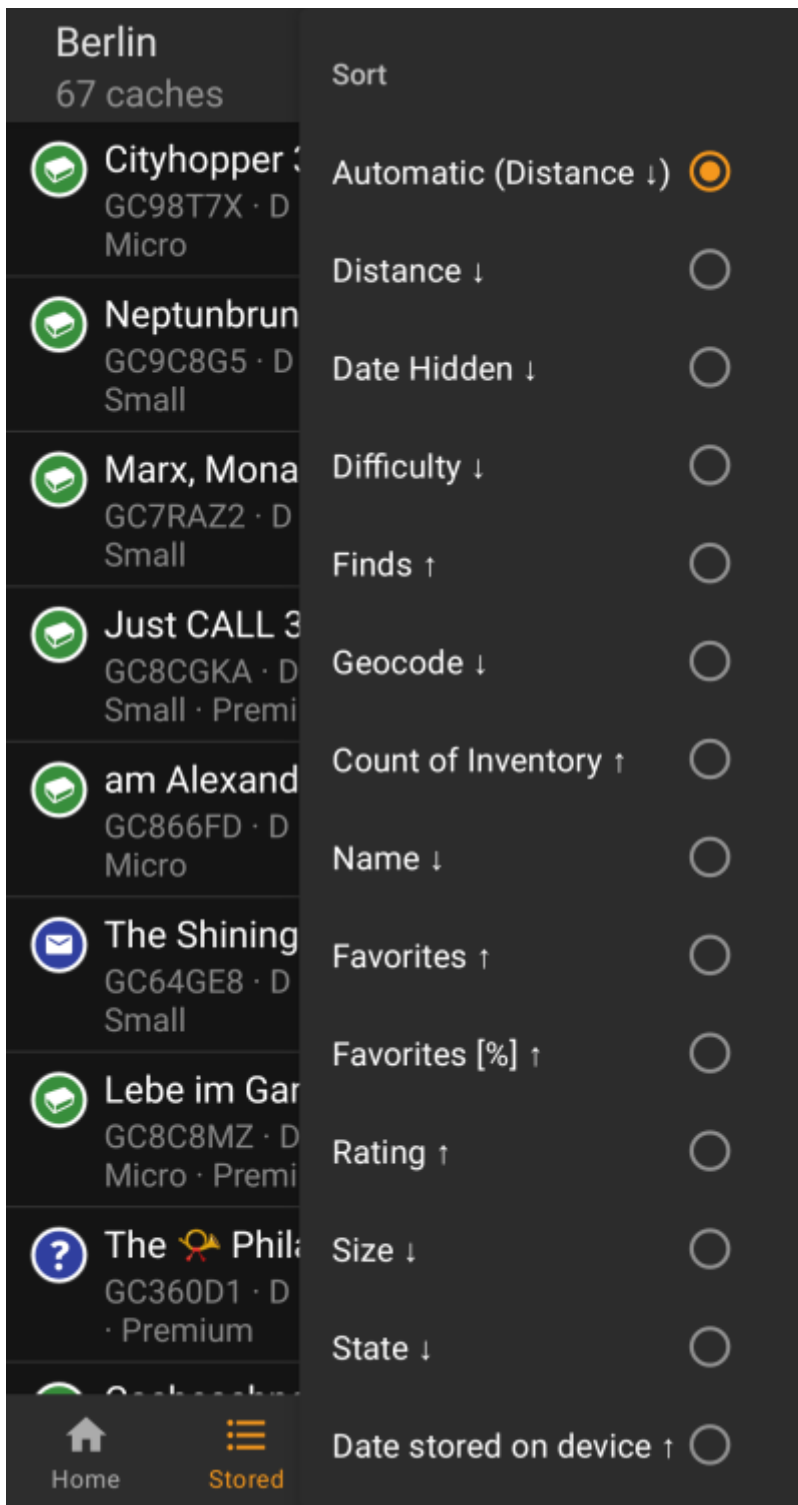 Berlin
67 caches
Cityhopper
GC98T7X · D
Micro
Neptunbrun
GC9C8G5 · D
Small
Marx, Mona
GC7RAZ2 · D
Small
Just CALL 3
GC8CGKA · D
Small · Premi
am Alexand
GC866FD · D
Micro
The Shining
GC64GE8 · D
Small
Lebe im Gar
GC8C8MZ · D
Micro · Premi
The 📯 Phila
GC360D1 · D
· Premium
Home
Stored
Sort
Automatic (Distance ↓)
Distance ↓
Date Hidden ↓
Difficulty ↓
Finds ↑
Geocode ↓
Count of Inventory ↑
Name ↓
Favorites ↑
Favorites [%] ↑
Rating ↑
Size ↓
State ↓
Date stored on device ↑